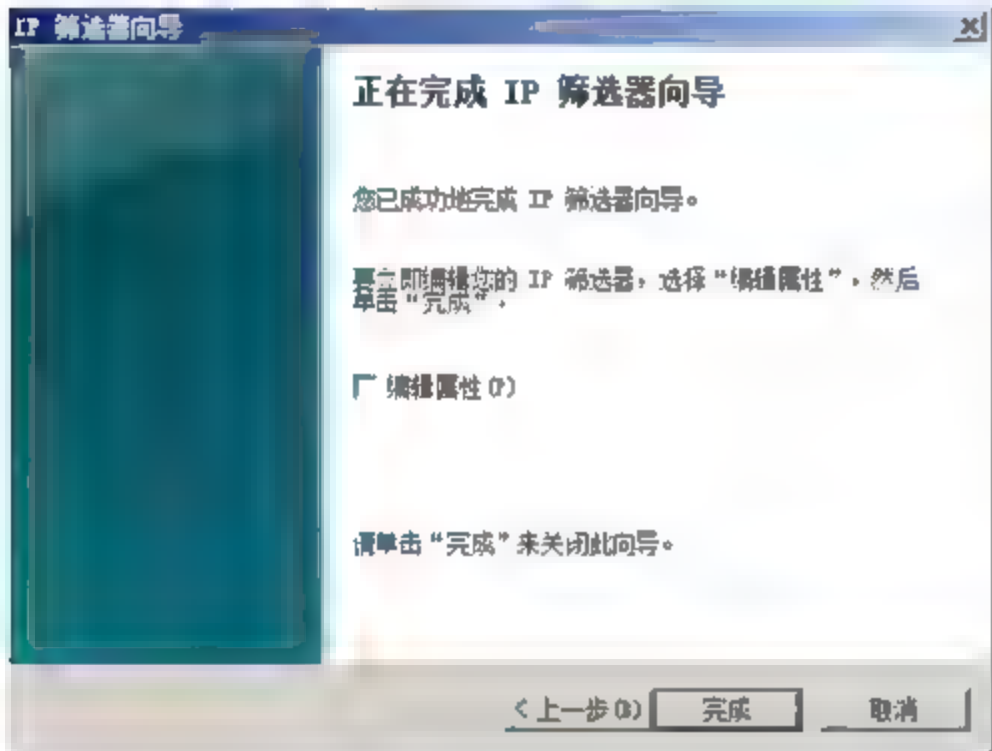 IP 筛选器向导
正在完成 IP 筛选器向导
您已成功地完成 IP 筛选器向导。
要立即编辑您的 IP 筛选器，选择“编辑属性”，然后
单击“完成”。
编辑属性(P)
请单击“完成”来关闭此向导。
< 上一步(B) 完成 取消